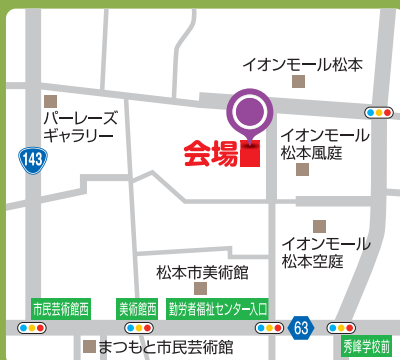 イオンモール松本
パーレーズ
ギャラリー
イオンモール
松本風庭
会場
143
イオンモール
松本空庭
松本市美術館
市民芸術館西
美術館西
勤労者福祉センター入口
63
秀峰学校前
まつもと市民芸術館